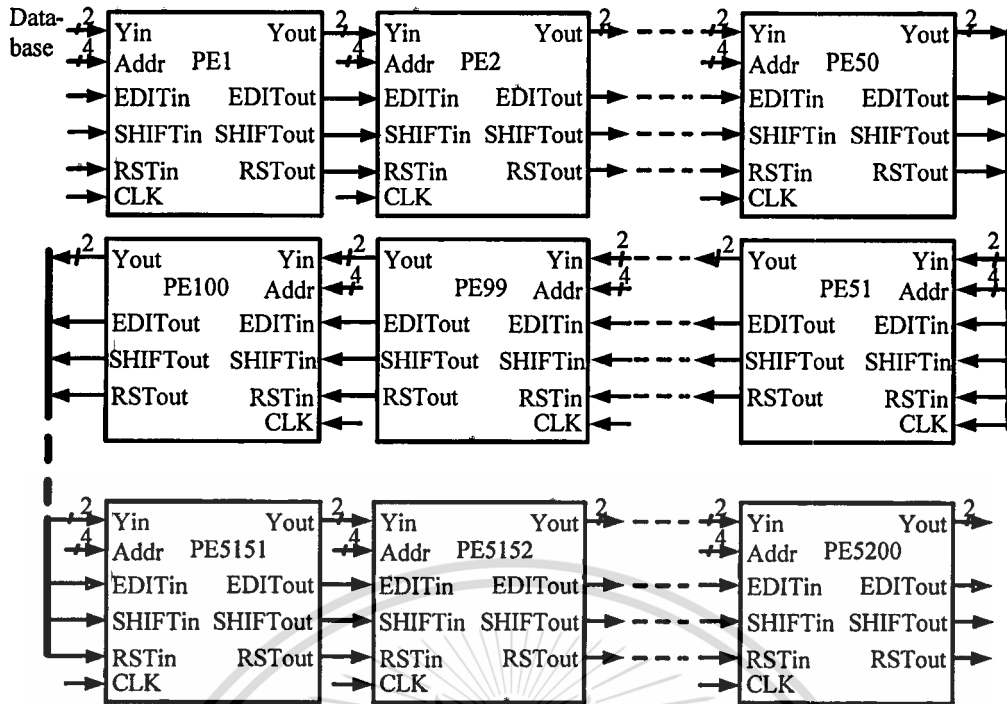 Data-
base
2 Yin Yout 2 Yin Yout 2 2 Yin Yout 2
4 Addr PE1 4 Addr PE2 4 Addr PE50
EDITin EDITout EDITin EDITout EDITin EDITout
SHIFTin SHIFTout SHIFTin SHIFTout SHIFTin SHIFTout
RSTin RSTout RSTin RSTout RSTin RSTout
CLK CLK CLK
2 Yout Yin 2 Yout Yin 2 2 Yout Yin 2
PE100 Addr 4 PE99 Addr 4 PE51 Addr 4
EDITout EDITin EDITout EDITin EDITout EDITin
SHIFTout SHIFTin SHIFTout SHIFTin SHIFTout SHIFTin
RSTout RSTin RSTout RSTin RSTout RSTin
CLK CLK CLK
2 Yin Yout 2 Yin Yout 2 2 Yin Yout 2
4 Addr PE5151 4 Addr PE5152 4 Addr PE5200
EDITin EDITout EDITin EDITout EDITin EDITout
SHIFTin SHIFTout SHIFTin SHIFTout SHIFTin SHIFTout
RSTin RSTout RSTin RSTout RSTin RSTout
CLK CLK CLK